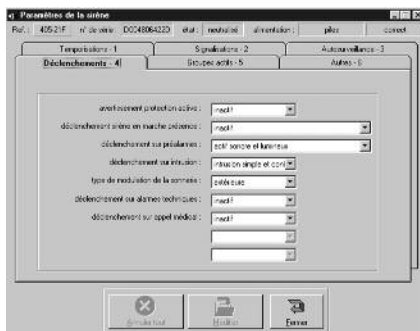 Paramètres de la sirène
Réf. : 405-21F n° de série : D0048064220 état : neutralisé alimentation : piles correct
Temporisations - 1 Signalisations - 2 Autosurveillance - 3
Déclenchements - 4 Groupes actifs - 5 Autres - 6
avertissement protection active : inactif
déclenchement sirène en marche présence : inactif
déclenchement sur préalarmes : actif sonore et lumineux
déclenchement sur intrusion : intrusion simple et conf
type de modulation de la sonnerie : extérieure
déclenchement sur alarmes techniques : inactif
déclenchement sur appel médical : inactif
Annuler tout Modifier Fermer